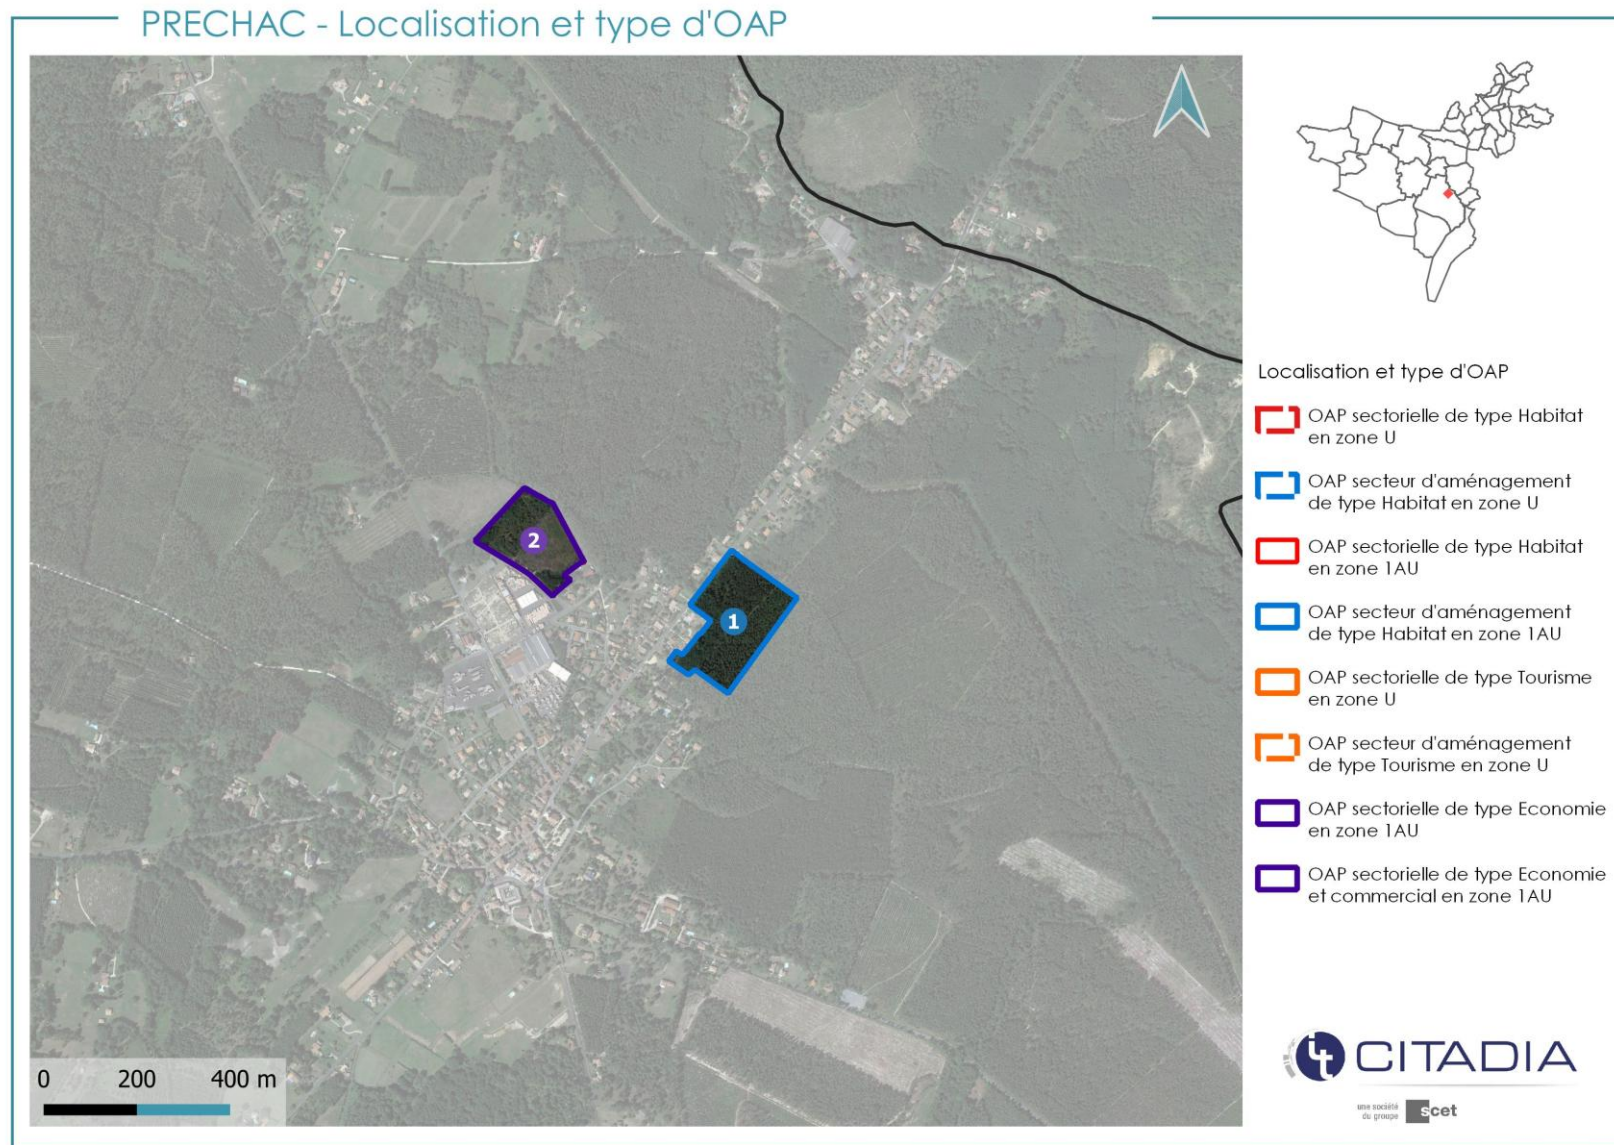 PRECHAC - Localisation et type d'OAP
2
1
0 200 400 m
Localisation et type d'OAP
OAP sectorielle de type Habitat
en zone U
OAP secteur d'aménagement
de type Habitat en zone U
OAP sectorielle de type Habitat
en zone 1AU
OAP secteur d'aménagement
de type Habitat en zone 1AU
OAP sectorielle de type Tourisme
en zone U
OAP secteur d'aménagement
de type Tourisme en zone U
OAP sectorielle de type Economie
en zone 1AU
OAP sectorielle de type Economie
et commercial en zone 1AU
CITADIA
une société
du groupe
scet